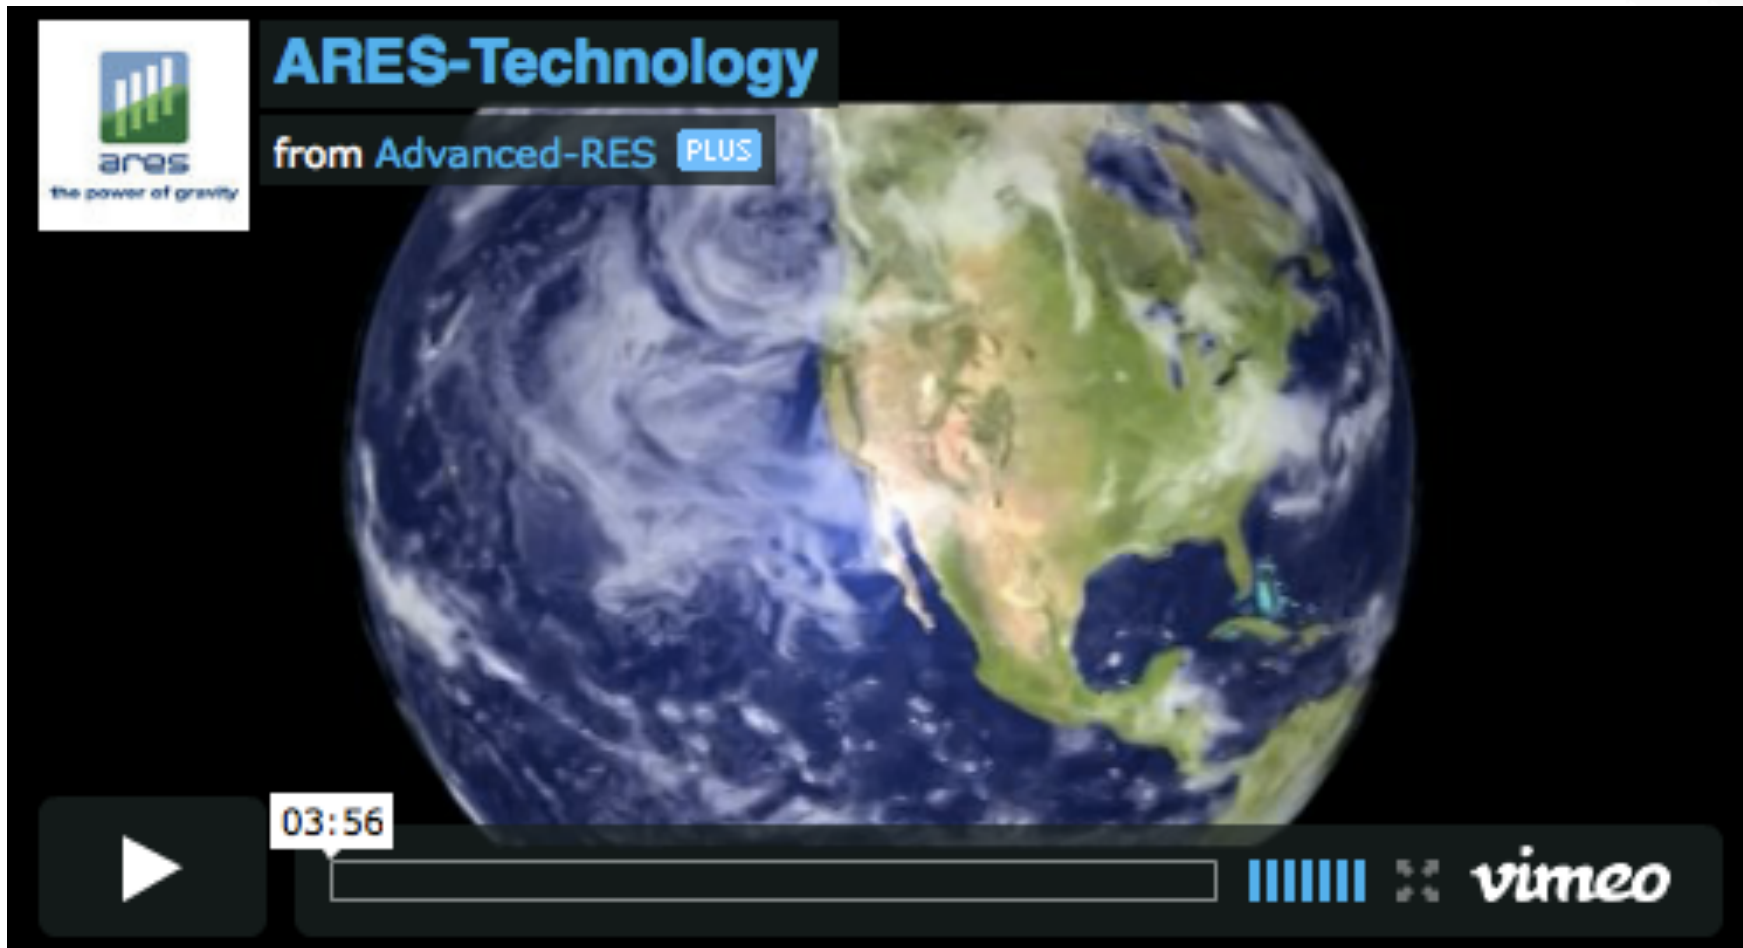 ARES-Technology
from Advanced-RES PLUS
ares
the power of gravity
03:56
vimeo